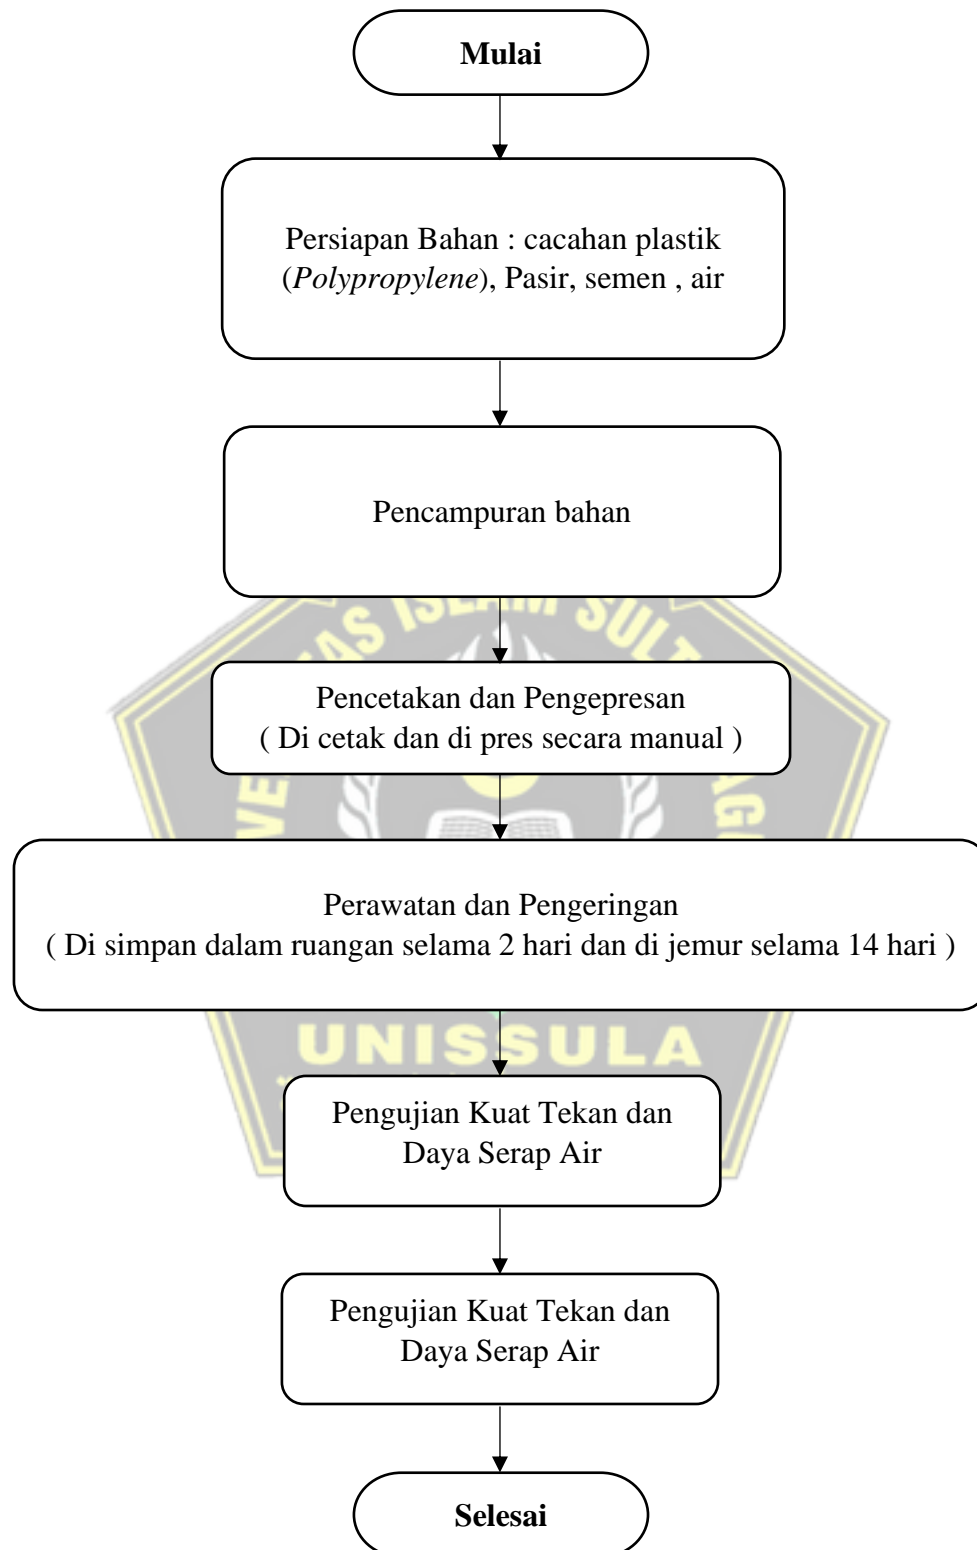 Mulai
Persiapan Bahan : cacahan plastik
(Polypropylene), Pasir, semen , air
Pencampuran bahan
ISLAM SUL
Pencetakan dan Pengepresan
( Di cetak dan di pres secara manual )
Perawatan dan Pengeringan
( Di simpan dalam ruangan selama 2 hari dan di jemur selama 14 hari )
UNISSULA
Pengujian Kuat Tekan dan
Daya Serap Air
Pengujian Kuat Tekan dan
Daya Serap Air
Selesai